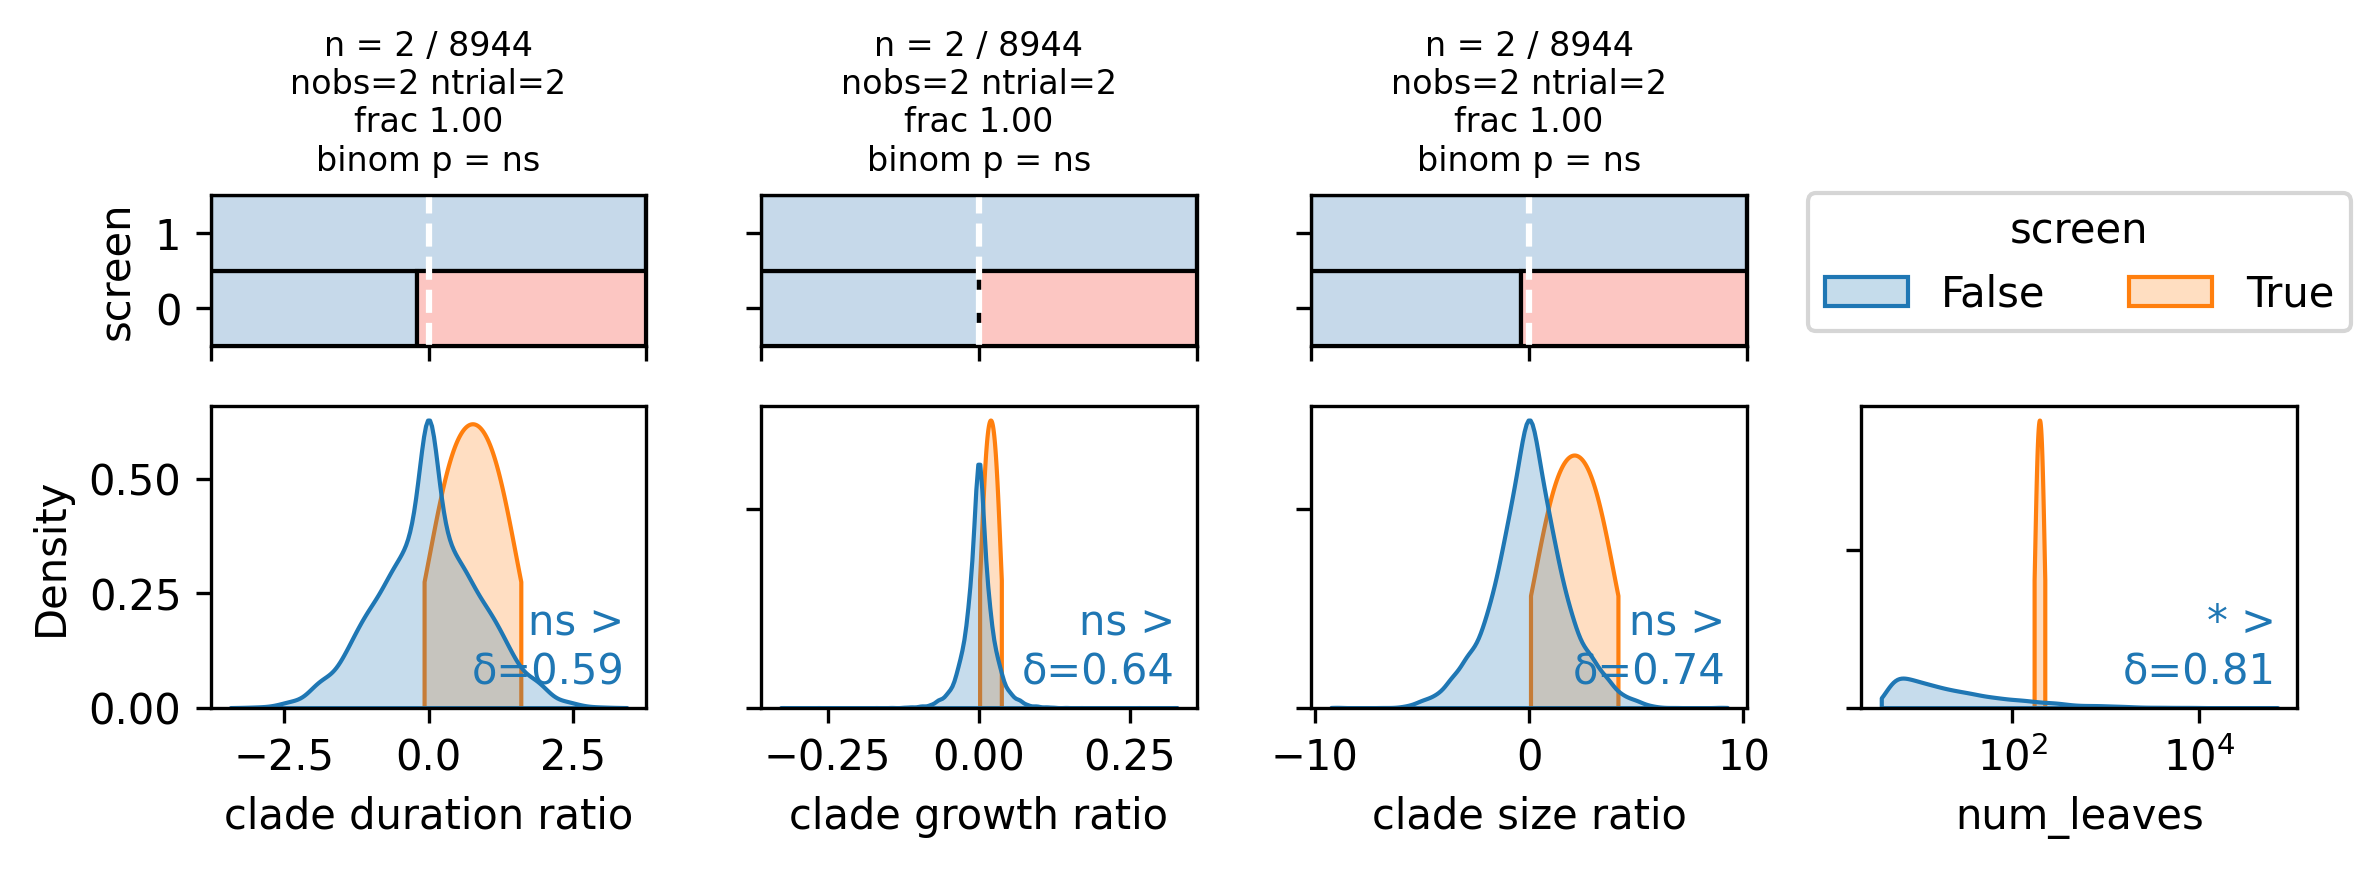 n = 2 / 8944
nobs=2 ntrial=2
frac 1.00
binom p = ns
n = 2 / 8944
nobs=2 ntrial=2
frac 1.00
binom p = ns
n = 2 / 8944
nobs=2 ntrial=2
frac 1.00
binom p = ns
screen
1
0
screen
False
True
Density
0.50
0.25
0.00
ns >
δ=0.59
−2.5
0.0
2.5
clade duration ratio
ns >
δ=0.64
−0.25
0.00
0.25
clade growth ratio
ns >
δ=0.74
−10
0
10
clade size ratio
* >
δ=0.81
10²
10⁴
num_leaves